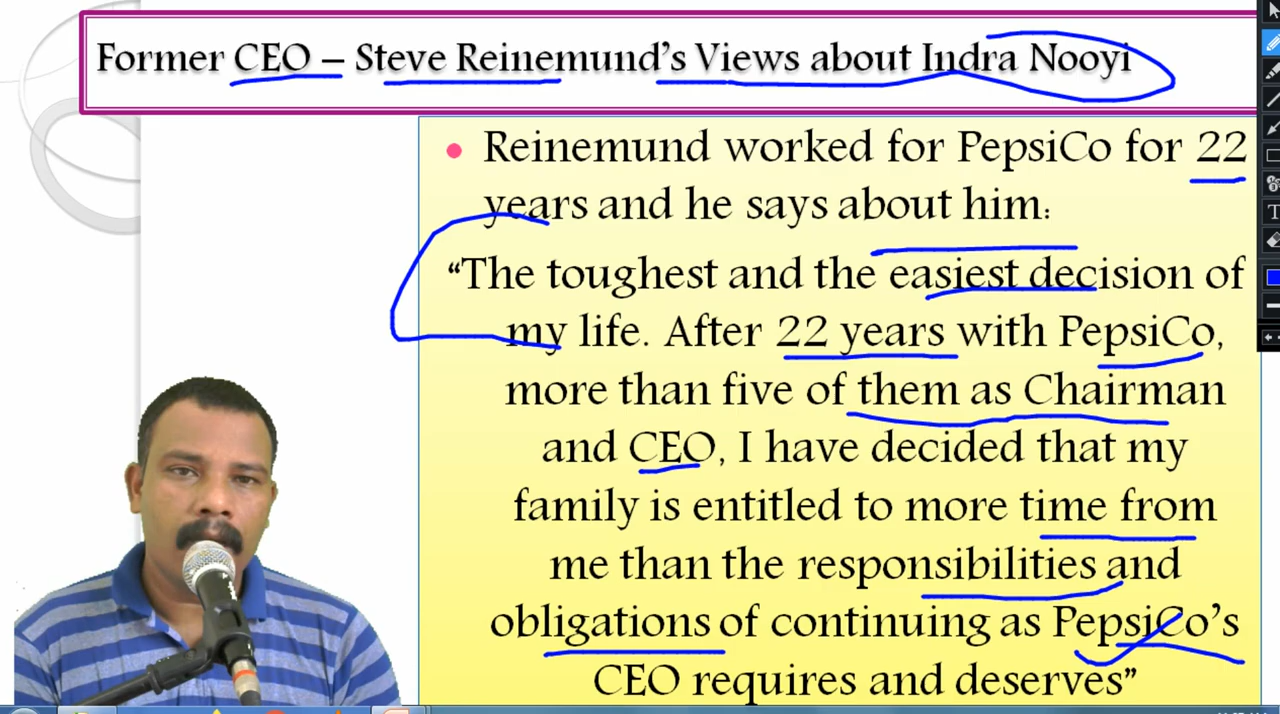 Former CEO – Steve Reinemund’s Views about Indra Nooyi
• Reinemund worked for PepsiCo for 22
years and he says about him:
“The toughest and the easiest decision of
my life. After 22 years with PepsiCo,
more than five of them as Chairman
and CEO, I have decided that my
family is entitled to more time from
me than the responsibilities and
obligations of continuing as PepsiCo’s
CEO requires and deserves”